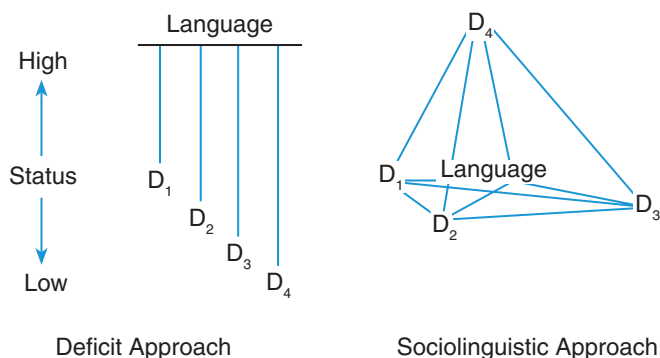 High
Status
Low
Language
D₁
D₂
D₃
D₄
Deficit Approach
D₄
Language
D₁
D₂
D₃
Sociolinguistic Approach